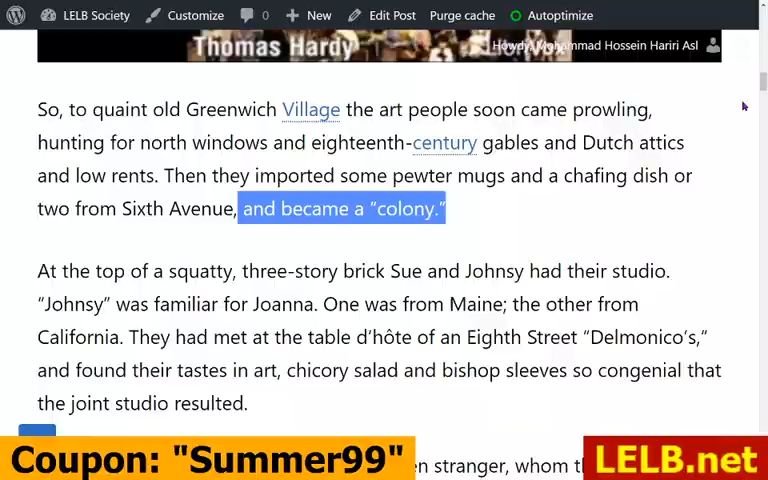 LELB Society Customize 0 New Edit Post Purge cache Autoptimize
Thomas Hardy
Howdy, Mohammad Hossein Hariri Asl
So, to quaint old Greenwich Village the art people soon came prowling,
hunting for north windows and eighteenth-century gables and Dutch attics
and low rents. Then they imported some pewter mugs and a chafing dish or
two from Sixth Avenue, and became a "colony."
At the top of a squatty, three-story brick Sue and Johnsy had their studio.
"Johnsy" was familiar for Joanna. One was from Maine; the other from
California. They had met at the table d'hôte of an Eighth Street "Delmonico's,"
and found their tastes in art, chicory salad and bishop sleeves so congenial that
the joint studio resulted.
stranger, whom
Coupon: "Summer99"
LELB.net